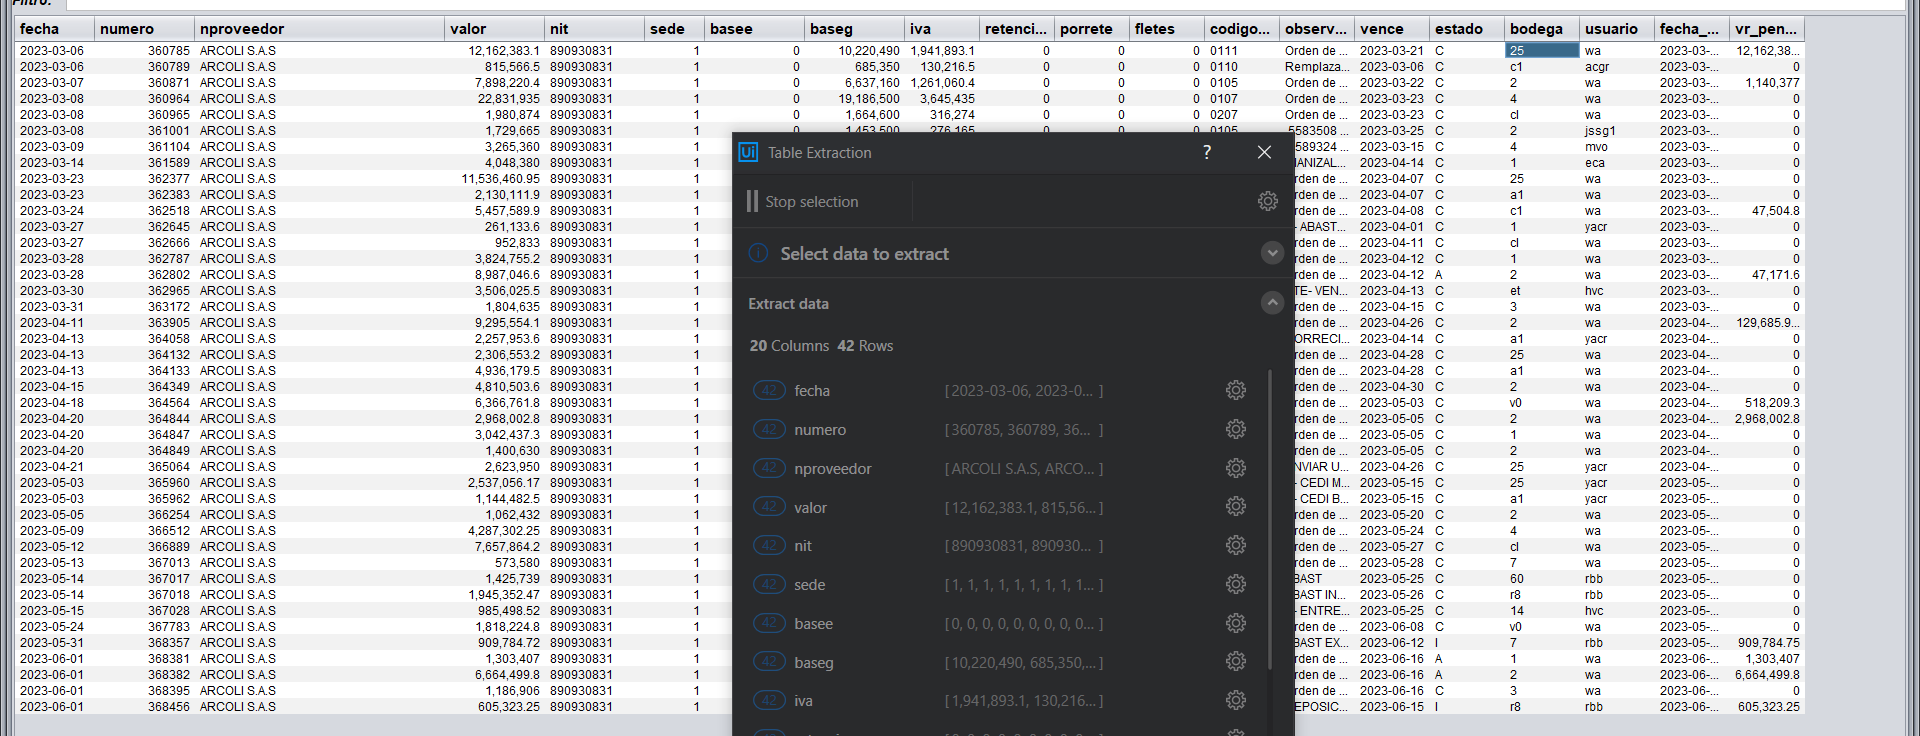 Filtro:
fecha numero nproveedor valor nit sede basee baseg iva retenci... porrete fletes codigo... observ... vence estado bodega usuario fecha_... vr_pen...
2023-03-06 360785 ARCOLI S.A.S 12,162,383.1 890930831 1 0 10,220,490 1,941,893.1 0 0 0 0111 Orden de ... 2023-03-21 C 25 wa 2023-03-... 12,162,38...
2023-03-06 360789 ARCOLI S.A.S 815,566.5 890930831 1 0 685,350 130,216.5 0 0 0 0110 Remplaza... 2023-03-06 C c1 acgr 2023-03-... 0
2023-03-07 360871 ARCOLI S.A.S 7,898,220.4 890930831 1 0 6,637,160 1,261,060.4 0 0 0 0105 Orden de ... 2023-03-22 C 2 wa 2023-03-... 1,140,377
2023-03-08 360964 ARCOLI S.A.S 22,831,935 890930831 1 0 19,186,500 3,645,435 0 0 0 0107 Orden de ... 2023-03-23 C 4 wa 2023-03-... 0
2023-03-08 360965 ARCOLI S.A.S 1,980,874 890930831 1 0 1,664,600 316,274 0 0 0 0207 Orden de ... 2023-03-23 C cl wa 2023-03-... 0
2023-03-08 361001 ARCOLI S.A.S 1,729,665 890930831 1 0 1,453,500 276,165 0 0 0 0105 5583508 2023-03-25 C 2 jssg1 2023-03-... 0
2023-03-09 361104 ARCOLI S.A.S 3,265,360 890930831 1 589324 2023-03-15 C 4 mvo 2023-03-... 0
2023-03-14 361589 ARCOLI S.A.S 4,048,380 890930831 1 IANIZAL... 2023-04-14 C 1 eca 2023-03-... 0
2023-03-23 362377 ARCOLI S.A.S 11,536,460.95 890930831 1 rden de ... 2023-04-07 C 25 wa 2023-03-... 0
2023-03-23 362383 ARCOLI S.A.S 2,130,111.9 890930831 1 rden de ... 2023-04-07 C a1 wa 2023-03-... 0
2023-03-24 362518 ARCOLI S.A.S 5,457,589.9 890930831 1 rden de ... 2023-04-08 C c1 wa 2023-03-... 47,504.8
2023-03-27 362645 ARCOLI S.A.S 261,133.6 890930831 1 - ABAST... 2023-04-01 C 1 yacr 2023-03-... 0
2023-03-27 362666 ARCOLI S.A.S 952,833 890930831 1 rden de ... 2023-04-11 C cl wa 2023-03-... 0
2023-03-28 362787 ARCOLI S.A.S 3,824,755.2 890930831 1 rden de ... 2023-04-12 C 1 wa 2023-03-... 0
2023-03-28 362802 ARCOLI S.A.S 8,987,046.6 890930831 1 rden de ... 2023-04-12 A 2 wa 2023-03-... 47,171.6
2023-03-30 362965 ARCOLI S.A.S 3,506,025.5 890930831 1 TE- VEN... 2023-04-13 C et hvc 2023-03-... 0
2023-03-31 363172 ARCOLI S.A.S 1,804,635 890930831 1 rden de ... 2023-04-15 C 3 wa 2023-03-... 0
2023-04-11 363905 ARCOLI S.A.S 9,295,554.1 890930831 1 rden de ... 2023-04-26 C 2 wa 2023-04-... 129,685.9...
2023-04-13 364058 ARCOLI S.A.S 2,257,953.6 890930831 1 ORRECI... 2023-04-14 C a1 yacr 2023-04-... 0
2023-04-13 364132 ARCOLI S.A.S 2,306,553.2 890930831 1 rden de ... 2023-04-28 C 25 wa 2023-04-... 0
2023-04-13 364133 ARCOLI S.A.S 4,936,179.5 890930831 1 rden de ... 2023-04-28 C a1 wa 2023-04-... 0
2023-04-15 364349 ARCOLI S.A.S 4,810,503.6 890930831 1 rden de ... 2023-04-30 C 2 wa 2023-04-... 0
2023-04-18 364564 ARCOLI S.A.S 6,366,761.8 890930831 1 rden de ... 2023-05-03 C v0 wa 2023-04-... 518,209.3
2023-04-20 364844 ARCOLI S.A.S 2,968,002.8 890930831 1 rden de ... 2023-05-05 C 2 wa 2023-04-... 2,968,002.8
2023-04-20 364847 ARCOLI S.A.S 3,042,437.3 890930831 1 rden de ... 2023-05-05 C 1 wa 2023-04-... 0
2023-04-20 364849 ARCOLI S.A.S 1,400,630 890930831 1 rden de ... 2023-05-05 C 2 wa 2023-04-... 0
2023-04-21 365064 ARCOLI S.A.S 2,623,950 890930831 1 NVIAR U... 2023-04-26 C 25 yacr 2023-04-... 0
2023-05-03 365960 ARCOLI S.A.S 2,537,056.17 890930831 1 - CEDI M... 2023-05-15 C 25 yacr 2023-05-... 0
2023-05-03 365962 ARCOLI S.A.S 1,144,482.5 890930831 1 - CEDI B... 2023-05-15 C a1 yacr 2023-05-... 0
2023-05-05 366254 ARCOLI S.A.S 1,062,432 890930831 1 rden de ... 2023-05-20 C 2 wa 2023-05-... 0
2023-05-09 366512 ARCOLI S.A.S 4,287,302.25 890930831 1 rden de ... 2023-05-24 C 4 wa 2023-05-... 0
2023-05-12 366889 ARCOLI S.A.S 7,657,864.2 890930831 1 rden de ... 2023-05-27 C cl wa 2023-05-... 0
2023-05-13 367013 ARCOLI S.A.S 573,580 890930831 1 rden de ... 2023-05-28 C 7 wa 2023-05-... 0
2023-05-14 367017 ARCOLI S.A.S 1,425,739 890930831 1 BAST 2023-05-25 C 60 rbb 2023-05-... 0
2023-05-14 367018 ARCOLI S.A.S 1,945,352.47 890930831 1 BAST IN... 2023-05-26 C r8 rbb 2023-05-... 0
2023-05-15 367028 ARCOLI S.A.S 985,498.52 890930831 1 - ENTRE... 2023-05-25 C 14 hvc 2023-05-... 0
2023-05-24 367783 ARCOLI S.A.S 1,818,224.8 890930831 1 rden de ... 2023-06-08 C v0 wa 2023-05-... 0
2023-05-31 368357 ARCOLI S.A.S 909,784.72 890930831 1 BAST EX... 2023-06-12 I 7 rbb 2023-05-... 909,784.75
2023-06-01 368381 ARCOLI S.A.S 1,303,407 890930831 1 rden de ... 2023-06-16 A 1 wa 2023-06-... 1,303,407
2023-06-01 368382 ARCOLI S.A.S 6,664,499.8 890930831 1 rden de ... 2023-06-16 A 2 wa 2023-06-... 6,664,499.8
2023-06-01 368395 ARCOLI S.A.S 1,186,906 890930831 1 rden de ... 2023-06-16 C 3 wa 2023-06-... 0
2023-06-01 368456 ARCOLI S.A.S 605,323.25 890930831 1 EPOSIC... 2023-06-15 I r8 rbb 2023-06-... 605,323.25
Ui Table Extraction ?
Stop selection
Select data to extract
Extract data
20 Columns 42 Rows
42 fecha [ 2023-03-06, 2023-0... ]
42 numero [ 360785, 360789, 36... ]
42 nproveedor [ ARCOLI S.A.S, ARCO... ]
42 valor [ 12,162,383.1, 815,56... ]
42 nit [ 890930831, 890930... ]
42 sede [ 1, 1, 1, 1, 1, 1, 1, 1, 1... ]
42 basee [ 0, 0, 0, 0, 0, 0, 0, 0, 0... ]
42 baseg [ 10,220,490, 685,350,... ]
42 iva [ 1,941,893.1, 130,216... ]